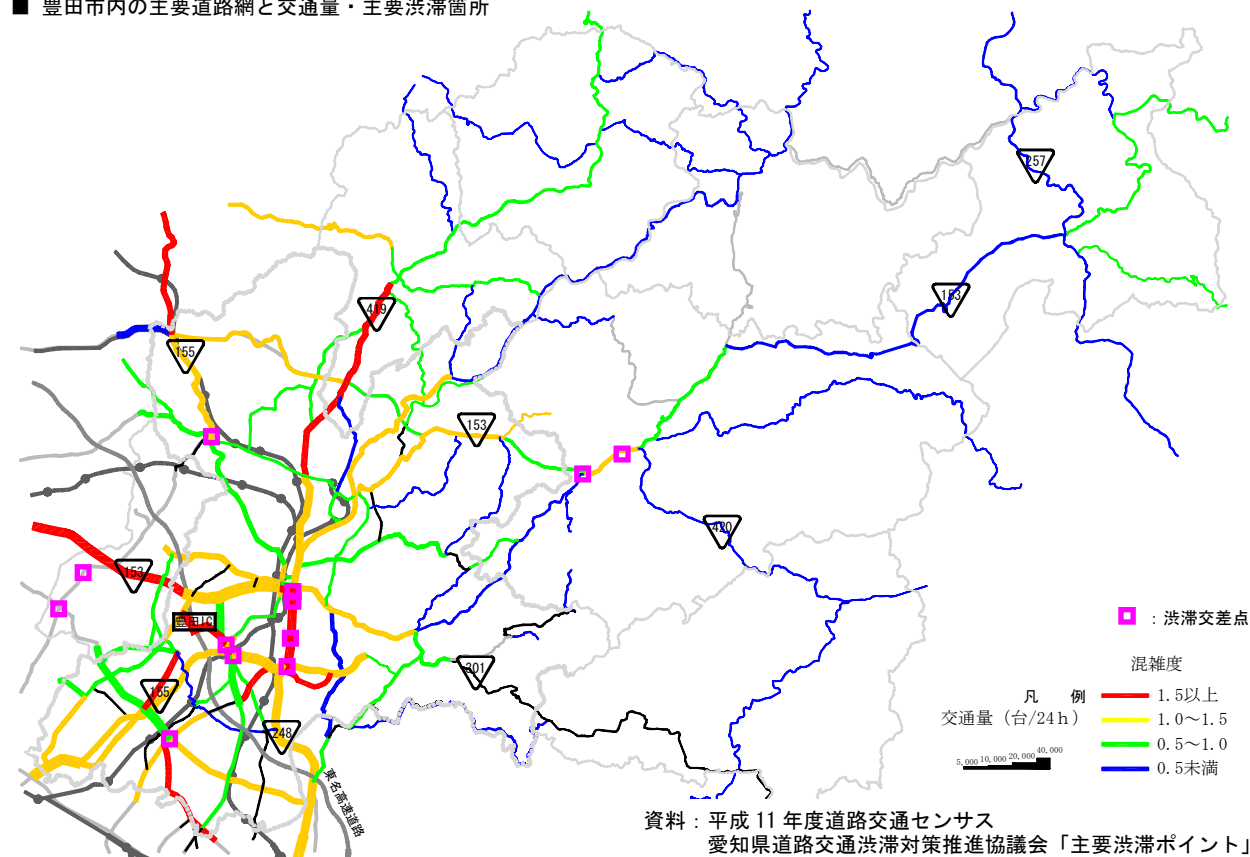 ■ 豊田市内の主要道路網と交通量・主要渋滞箇所
257
153
419
155
153
420
153
豊田IC
：渋滞交差点
301
155
248
混雑度
凡 例
1.5以上
交通量（台/24h）
1.0～1.5
0.5～1.0
5,000 10,000 20,000 40,000
0.5未満
東名高速道路
資料：平成11年度道路交通センサス
愛知県道路交通渋滞対策推進協議会「主要渋滞ポイント」